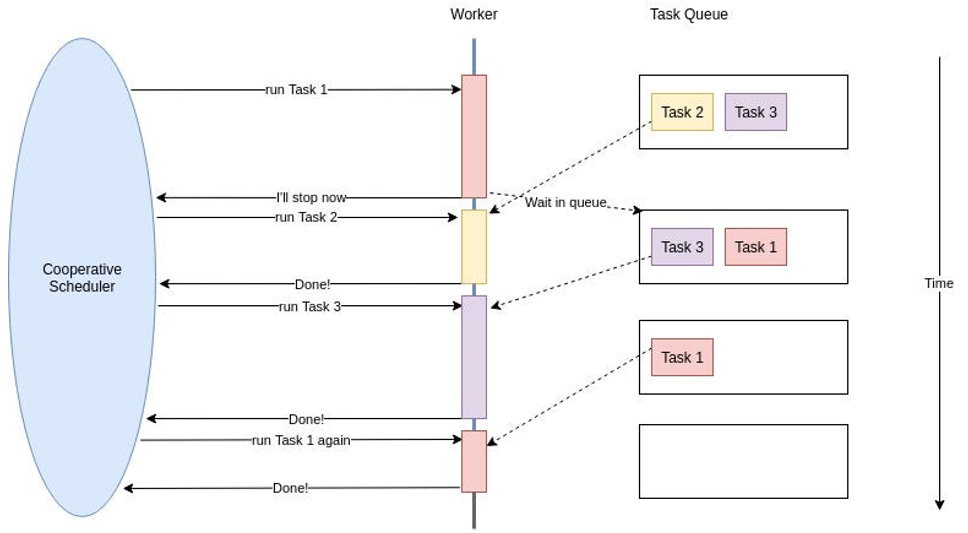 Worker
Task Queue
run Task 1
Task 2
Task 3
I'll stop now
Wait in queue
run Task 2
Task 3
Task 1
Cooperative
Scheduler
Done!
Time
run Task 3
Task 1
Done!
run Task 1 again
Done!